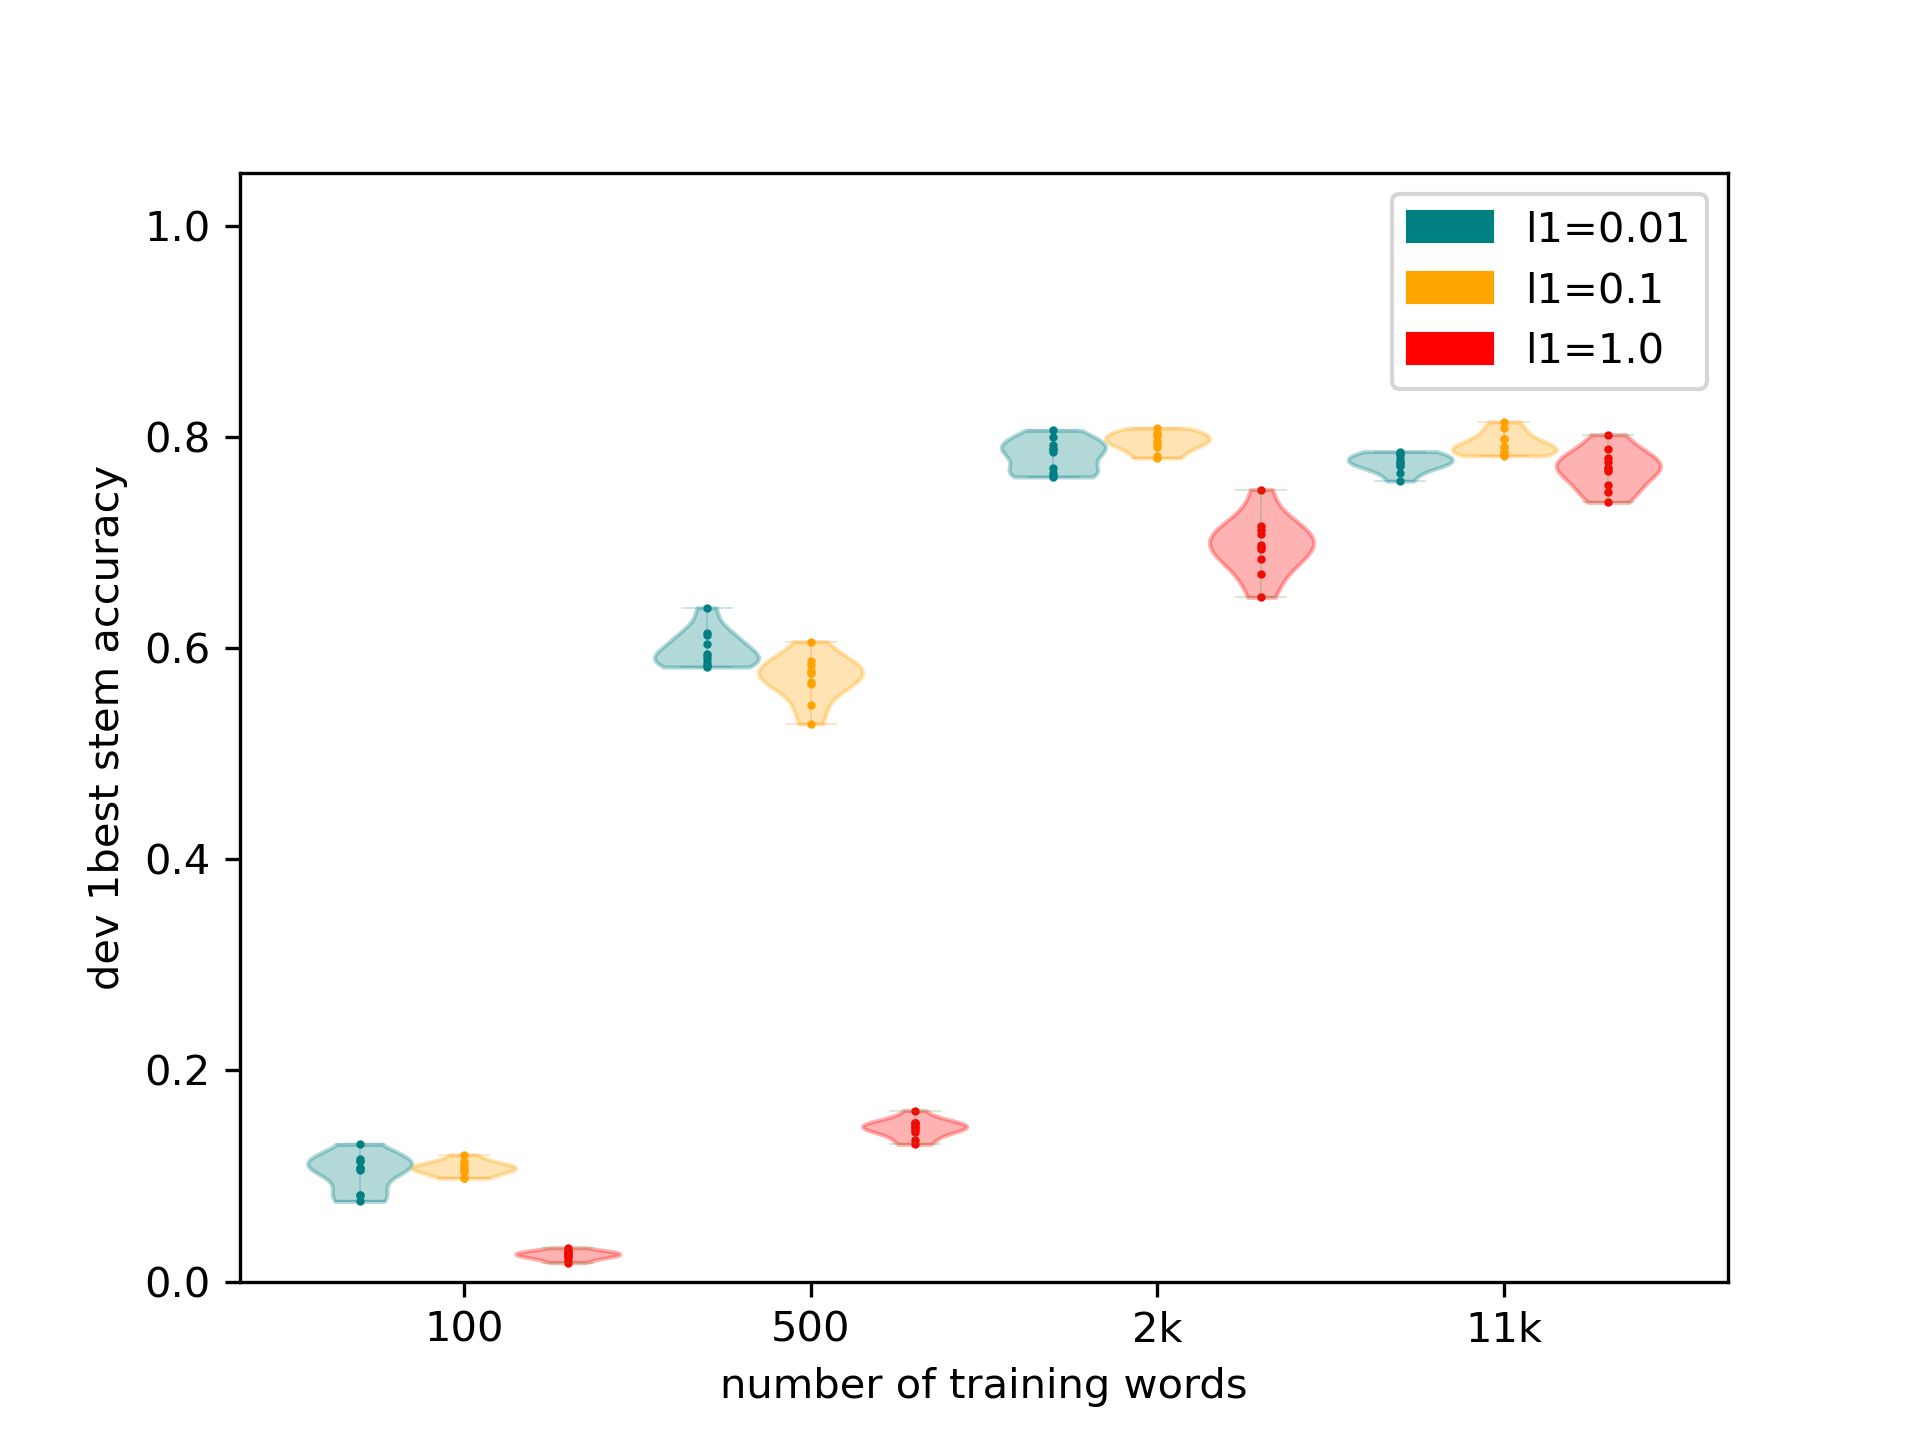 l1=0.01
l1=0.1
l1=1.0
dev 1best stem accuracy
1.0
0.8
0.6
0.4
0.2
0.0
100 500 2k 11k
number of training words